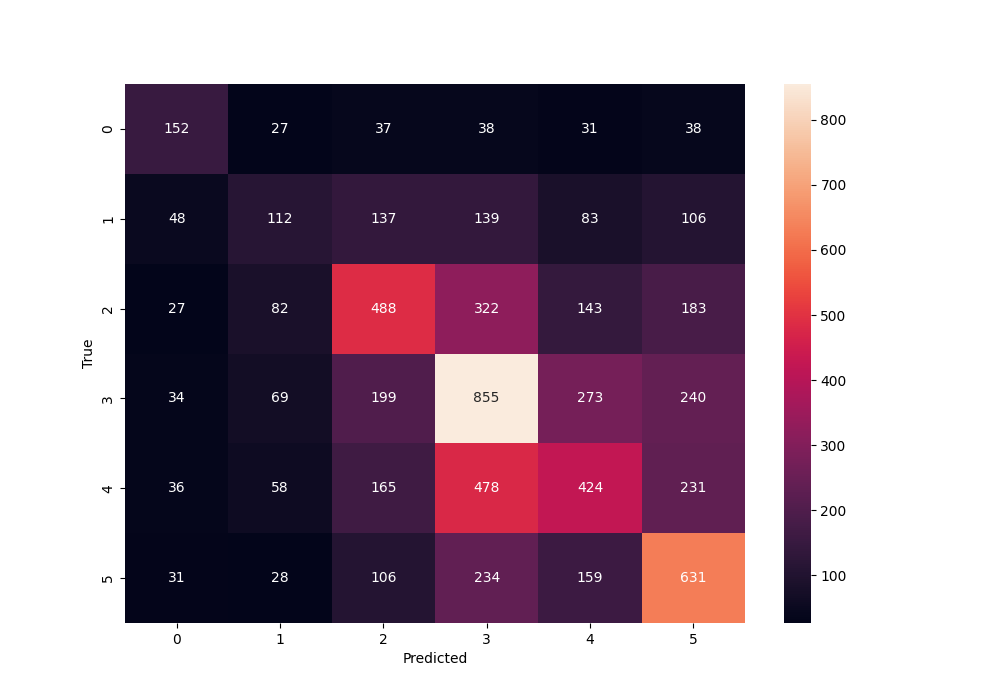 0 152 27 37 38 31 38
1 48 112 137 139 83 106
2 27 82 488 322 143 183
3 34 69 199 855 273 240
4 36 58 165 478 424 231
5 31 28 106 234 159 631
True
0 1 2 3 4 5
Predicted
800
700
600
500
400
300
200
100